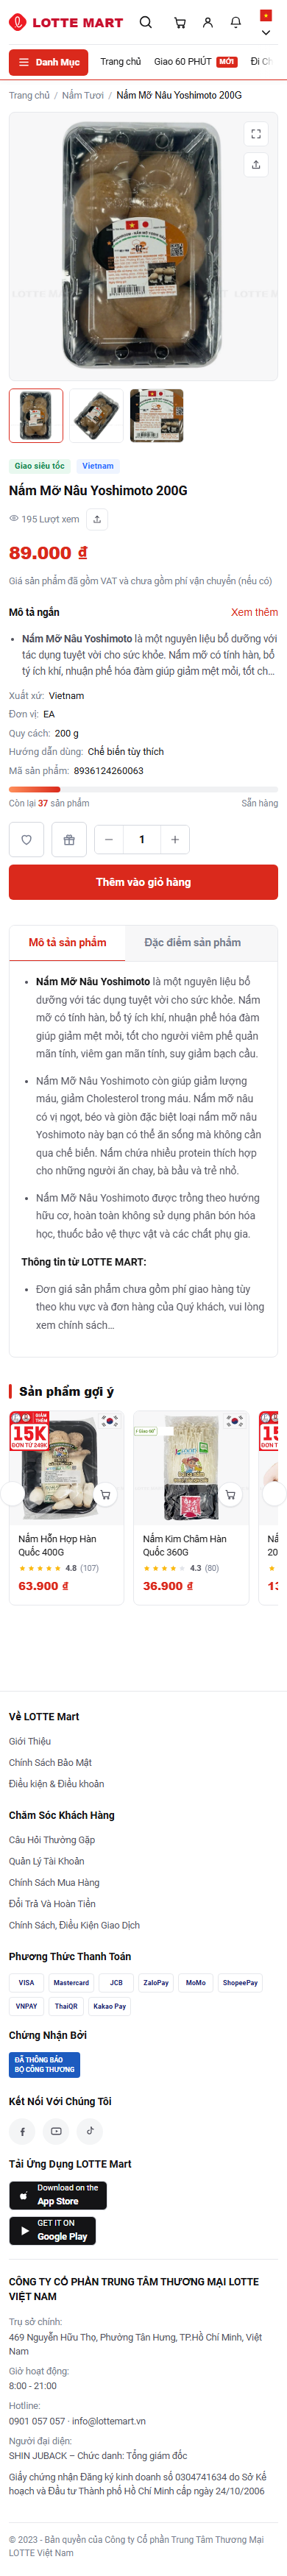 LOTTE MART
Danh Mục
Trang chủ
Giao 60 PHÚT MỚI
Đi Ch
Trang chủ / Nấm Tươi / Nấm Mỡ Nâu Yoshimoto 200G
LOTTE MART
LOTTE
Giao siêu tốc
Vietnam
Nấm Mỡ Nâu Yoshimoto 200G
195 Lượt xem
89.000 ₫
Giá sản phẩm đã gồm VAT và chưa gồm phí vận chuyển (nếu có)
Mô tả ngắn
Xem thêm
Nấm Mỡ Nâu Yoshimoto là một nguyên liệu bổ dưỡng với
tác dụng tuyệt vời cho sức khỏe. Nấm mỡ có tính hàn, bổ
tỳ ích khí, nhuận phế hóa đàm giúp giảm mệt mỏi, tốt ch...
Xuất xứ: Vietnam
Đơn vị: EA
Quy cách: 200 g
Hướng dẫn dùng: Chế biến tùy thích
Mã sản phẩm: 8936124260063
Còn lại 37 sản phẩm
Sẵn hàng
1
Thêm vào giỏ hàng
Mô tả sản phẩm
Đặc điểm sản phẩm
Nấm Mỡ Nâu Yoshimoto là một nguyên liệu bổ
dưỡng với tác dụng tuyệt vời cho sức khỏe. Nấm
mỡ có tính hàn, bổ tỳ ích khí, nhuận phế hóa đàm
giúp giảm mệt mỏi, tốt cho người viêm phế quản
mãn tính, viêm gan mãn tính, suy giảm bạch cầu.
Nấm Mỡ Nâu Yoshimoto còn giúp giảm lượng
máu, giảm Cholesterol trong máu. Nấm mỡ nâu
có vị ngọt, béo và giòn đặc biệt loại nấm mỡ nâu
Yoshimoto này bạn có thể ăn sống mà không cần
qua chế biến. Nấm chứa nhiều protein thích hợp
cho những người ăn chay, bà bầu và trẻ nhỏ.
Nấm Mỡ Nâu Yoshimoto được trồng theo hướng
hữu cơ, hoàn toàn không sử dụng phân bón hóa
học, thuốc bảo vệ thực vật và các chất phụ gia.
Thông tin từ LOTTE MART:
Đơn giá sản phẩm chưa gồm phí giao hàng tùy
theo khu vực và đơn hàng của Quý khách, vui lòng
xem chính sách...
Sản phẩm gợi ý
15K
ĐƠN TỪ 249K
Giao 60'
15K
ĐƠN TỪ
Nấm Hỗn Hợp Hàn
Quốc 400G
4.8 (107)
63.900 ₫
Nấm Kim Châm Hàn
Quốc 360G
4.3 (80)
36.900 ₫
Về LOTTE Mart
Giới Thiệu
Chính Sách Bảo Mật
Điều kiện & Điều khoản
Chăm Sóc Khách Hàng
Câu Hỏi Thường Gặp
Quản Lý Tài Khoản
Chính Sách Mua Hàng
Đổi Trả Và Hoàn Tiền
Chính Sách, Điều Kiện Giao Dịch
Phương Thức Thanh Toán
VISA
Mastercard
JCB
ZaloPay
MoMo
ShopeePay
VNPAY
ThaiQR
Kakao Pay
Chứng Nhận Bởi
ĐÃ THÔNG BÁO
BỘ CÔNG THƯƠNG
Kết Nối Với Chúng Tôi
Tải Ứng Dụng LOTTE Mart
Download on the
App Store
GET IT ON
Google Play
CÔNG TY CỔ PHẦN TRUNG TÂM THƯƠNG MẠI LOTTE
VIỆT NAM
Trụ sở chính:
469 Nguyễn Hữu Thọ, Phường Tân Hưng, TP.Hồ Chí Minh, Việt
Nam
Giờ hoạt động:
8:00 - 21:00
Hotline:
0901 057 057 · info@lottemart.vn
Người đại diện:
SHIN JUBACK – Chức danh: Tổng giám đốc
Giấy chứng nhận Đăng ký kinh doanh số 0304741634 do Sở Kế
hoạch và Đầu tư Thành phố Hồ Chí Minh cấp ngày 24/10/2006
© 2023 - Bản quyền của Công ty Cổ phần Trung Tâm Thương Mại
LOTTE Việt Nam